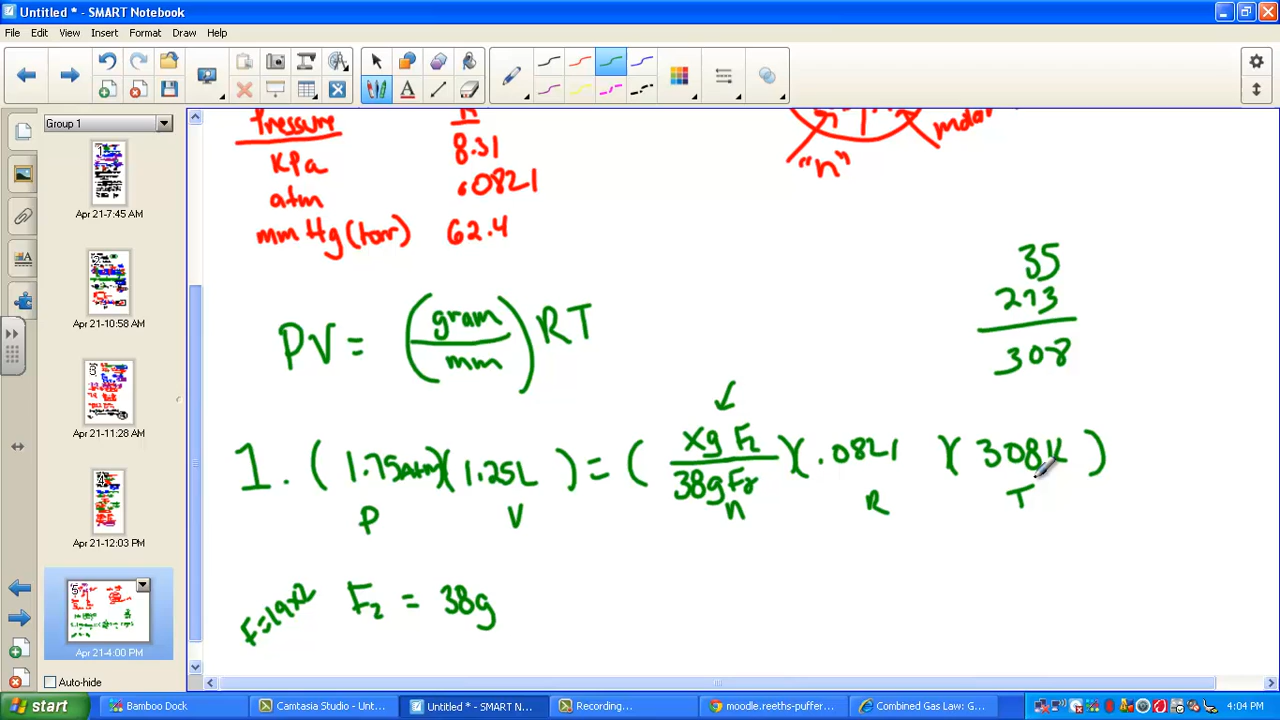 Untitled * - SMART Notebook
File Edit View Insert Format Draw Help
Group 1
Apr 21-7:45 AM
Apr 21-10:58 AM
Apr 21-11:28 AM
Apr 21-12:03 PM
Apr 21-4:00 PM
Auto-hide
Pressure R
KPa 8.31
atm .0821
mm Hg (torr) 62.4
"n" molar
35
273
308
PV = (gram / mm) RT
1. (1.75atm)(1.25L) = (Xg F2 / 38g F2)(.0821)(308K)
P V n R T
F=19x2 F2 = 38g
start
Bamboo Dock
Camtasia Studio - Unt...
Untitled * - SMART N...
Recording...
moodle.reeths-puffer...
Combined Gas Law: G...
4:04 PM